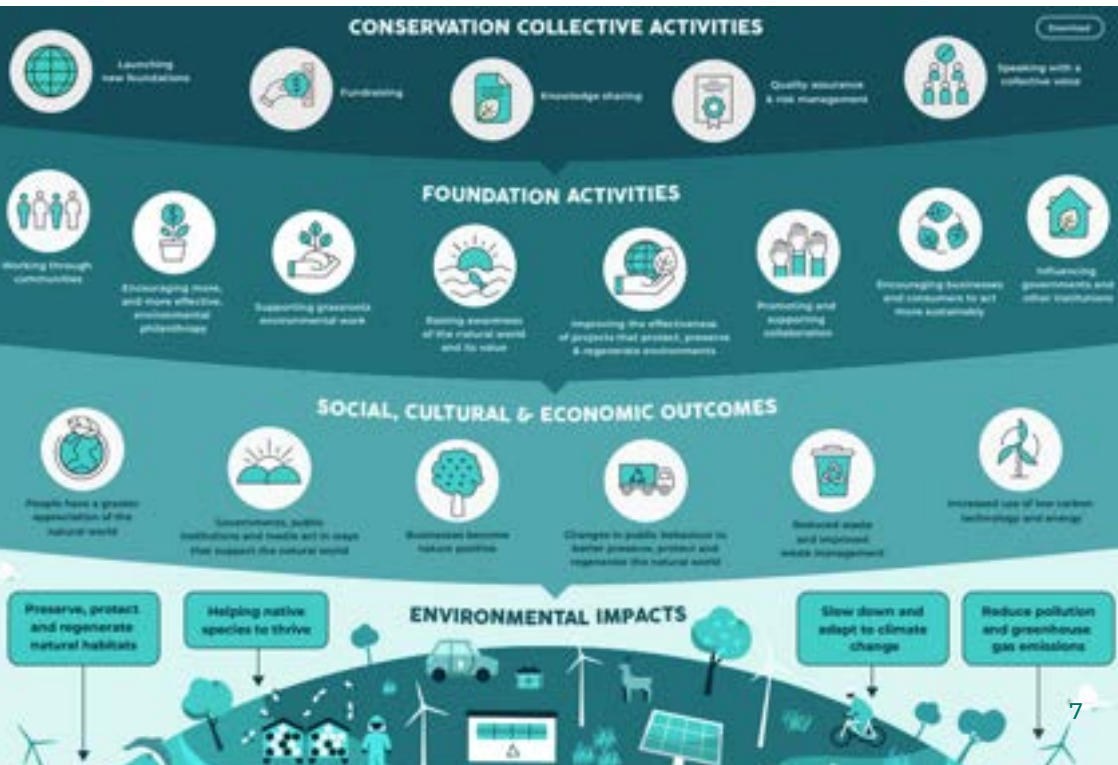 CONSERVATION COLLECTIVE ACTIVITIES
Download
Launching
new foundations
Fundraising
Knowledge sharing
Quality assurance
& risk management
Speaking with a
collective voice
FOUNDATION ACTIVITIES
Working through
communities
Encouraging more,
and more effective,
environmental
philanthropy
Supporting grassroots
environmental work
Raising awareness
of the natural world
and its value
Improving the effectiveness
of projects that protect, preserve
& regenerate environments
Promoting and
supporting
collaboration
Encouraging businesses
and consumers to act
more sustainably
Influencing
governments and
other institutions
SOCIAL, CULTURAL & ECONOMIC OUTCOMES
People have a greater
appreciation of the
natural world
Governments, public
institutions and media act in ways
that support the natural world
Businesses become
nature positive
Changes in public behaviour to
better preserve, protect and
regenerate the natural world
Reduced waste
and improved
waste management
Increased use of low carbon
technology and energy
ENVIRONMENTAL IMPACTS
Preserve, protect
and regenerate
natural habitats
Helping native
species to thrive
Slow down and
adapt to climate
change
Reduce pollution
and greenhouse
gas emissions
7